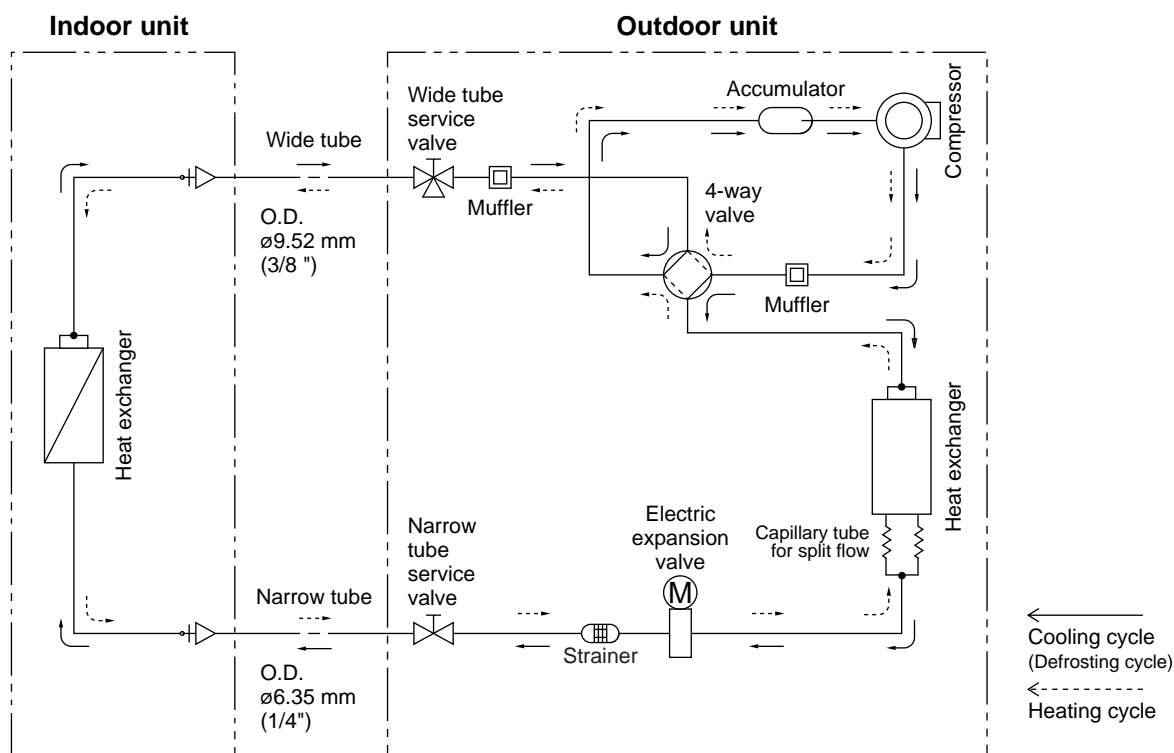 Indoor unit
Outdoor unit
Wide tube
O.D.
ø9.52 mm
(3/8 ")
Wide tube
service
valve
Muffler
Accumulator
Compressor
4-way
valve
Muffler
Heat exchanger
Heat exchanger
Narrow tube
O.D.
ø6.35 mm
(1/4")
Narrow
tube
service
valve
Strainer
Electric
expansion
valve
M
Capillary tube
for split flow
Cooling cycle
(Defrosting cycle)
Heating cycle